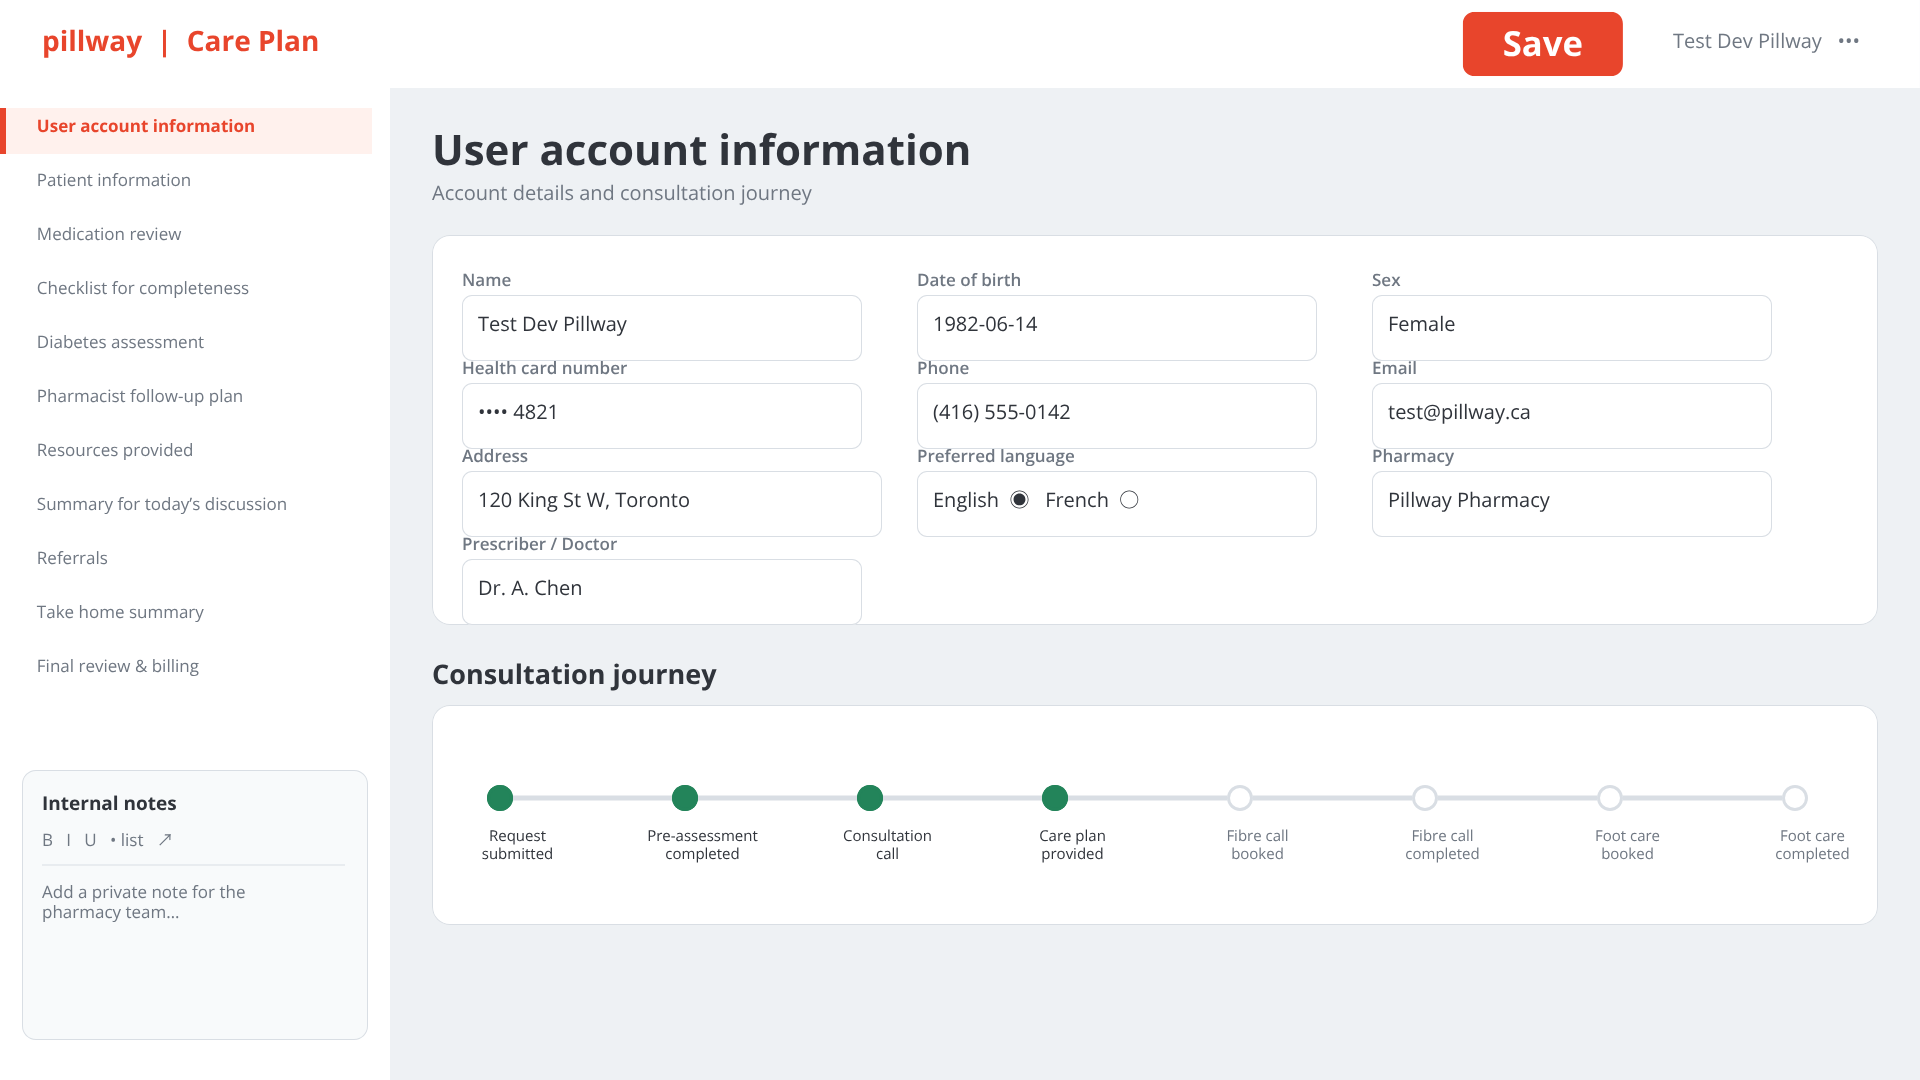 pillway | Care Plan
Save
Test Dev Pillway •••
User account information
Patient information
Medication review
Checklist for completeness
Diabetes assessment
Pharmacist follow-up plan
Resources provided
Summary for today’s discussion
Referrals
Take home summary
Final review & billing
Internal notes
B I U • list ↗
Add a private note for the
pharmacy team...
User account information
Account details and consultation journey
Name
Test Dev Pillway
Date of birth
1982-06-14
Sex
Female
Health card number
•••• 4821
Phone
(416) 555-0142
Email
test@pillway.ca
Address
120 King St W, Toronto
Preferred language
English ◉ French ○
Pharmacy
Pillway Pharmacy
Prescriber / Doctor
Dr. A. Chen
Consultation journey
Request
submitted
Pre-assessment
completed
Consultation
call
Care plan
provided
Fibre call
booked
Fibre call
completed
Foot care
booked
Foot care
completed